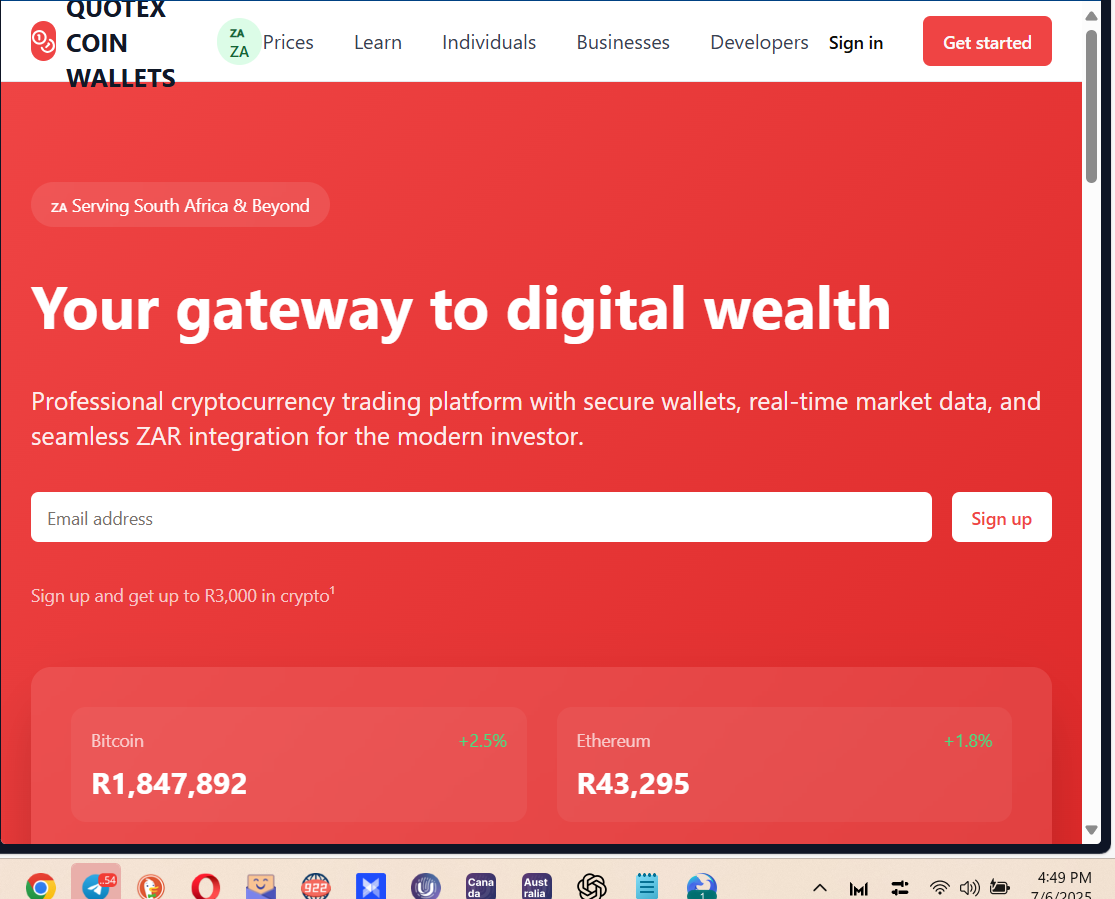 QUOTEX
COIN
WALLETS
ZA
ZA
Prices Learn Individuals Businesses Developers Sign in Get started
ZA Serving South Africa & Beyond
Your gateway to digital wealth
Professional cryptocurrency trading platform with secure wallets, real-time market data, and
seamless ZAR integration for the modern investor.
Email address Sign up
Sign up and get up to R3,000 in crypto¹
Bitcoin +2.5% Ethereum +1.8%
R1,847,892 R43,295
..54
922
Cana
da
Aust
ralia
1
4:49 PM
7/6/2025